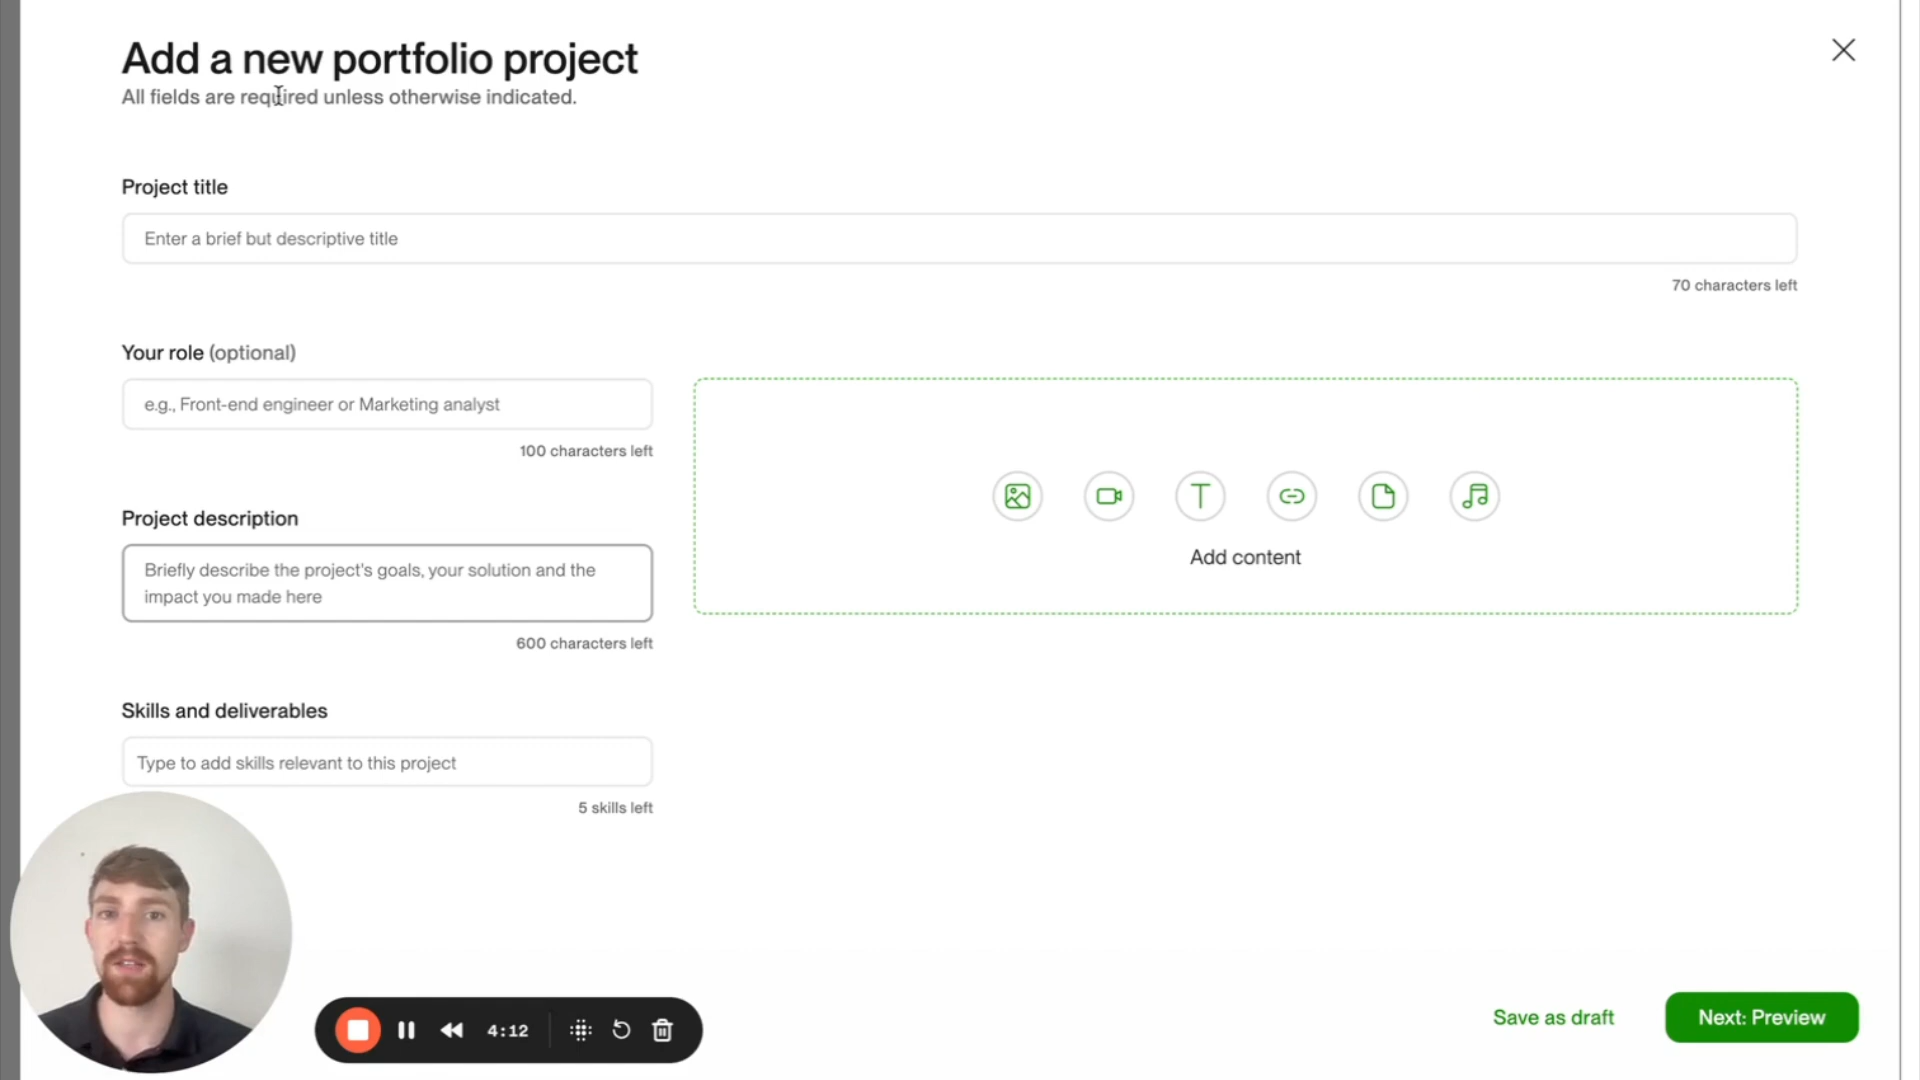 Add a new portfolio project
All fields are required unless otherwise indicated.
Project title
Enter a brief but descriptive title
70 characters left
Your role (optional)
e.g., Front-end engineer or Marketing analyst
100 characters left
Project description
Briefly describe the project's goals, your solution and the
impact you made here
600 characters left
Add content
Skills and deliverables
Type to add skills relevant to this project
5 skills left
4:12
Save as draft
Next: Preview